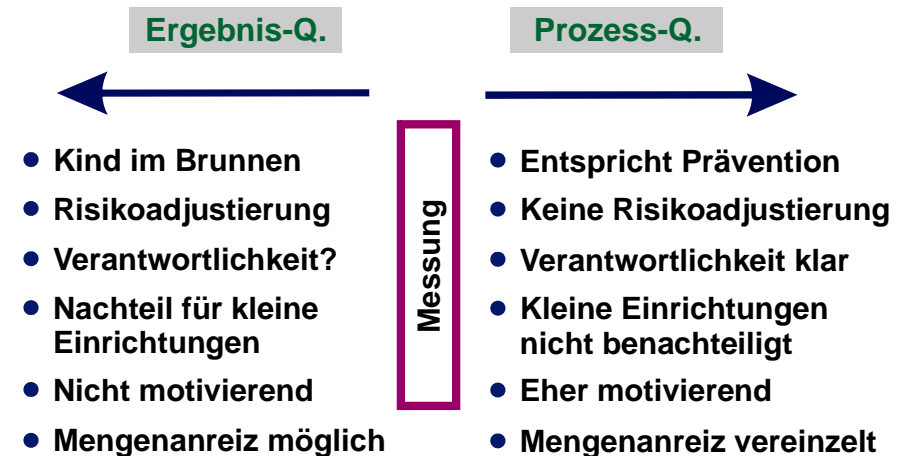 Ergebnis-Q.
• Kind im Brunnen
• Risikoadjustierung
• Verantwortlichkeit?
• Nachteil für kleine
Einrichtungen
• Nicht motivierend
• Mengenanreiz möglich
Messung
Prozess-Q.
• Entspricht Prävention
• Keine Risikoadjustierung
• Verantwortlichkeit klar
• Kleine Einrichtungen
nicht benachteiligt
• Eher motivierend
• Mengenanreiz vereinzelt